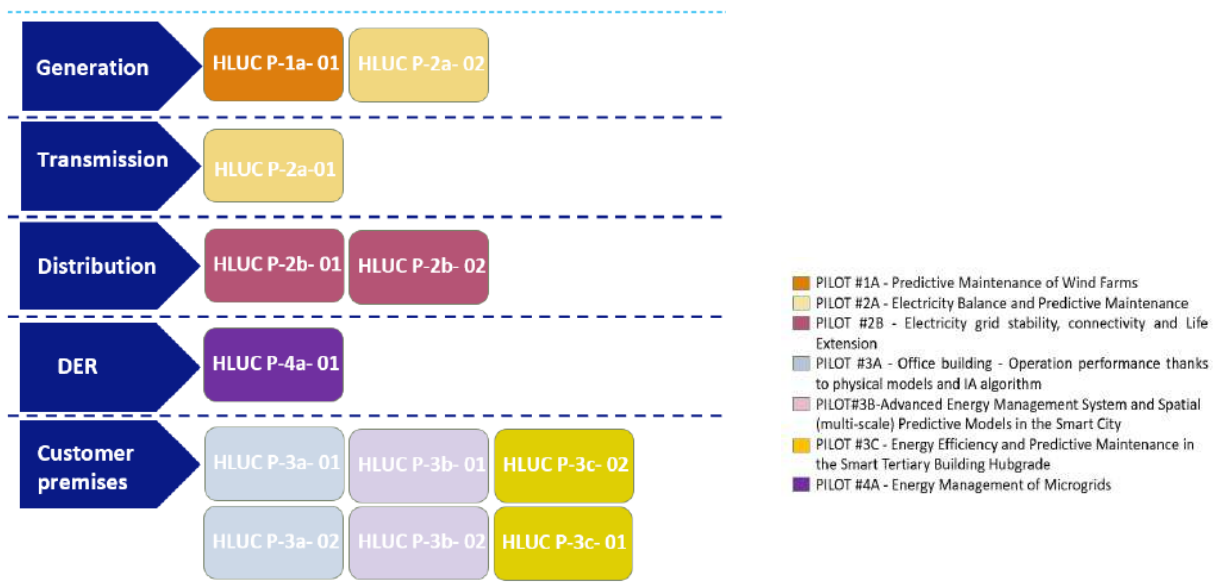 Generation
HLUC P-1a- 01
HLUC P-2a- 02
Transmission
HLUC P-2a-01
Distribution
HLUC P-2b- 01
HLUC P-2b- 02
DER
HLUC P-4a- 01
Customer
premises
HLUC P-3a- 01
HLUC P-3b- 01
HLUC P-3c- 02
HLUC P-3a- 02
HLUC P-3b- 02
HLUC P-3c- 01
PILOT #1A - Predictive Maintenance of Wind Farms
PILOT #2A - Electricity Balance and Predictive Maintenance
PILOT #2B - Electricity grid stability, connectivity and Life
Extension
PILOT #3A - Office building - Operation performance thanks
to physical models and IA algorithm
PILOT#3B-Advanced Energy Management System and Spatial
(multi-scale) Predictive Models in the Smart City
PILOT #3C - Energy Efficiency and Predictive Maintenance in
the Smart Tertiary Building Hubgrade
PILOT #4A - Energy Management of Microgrids